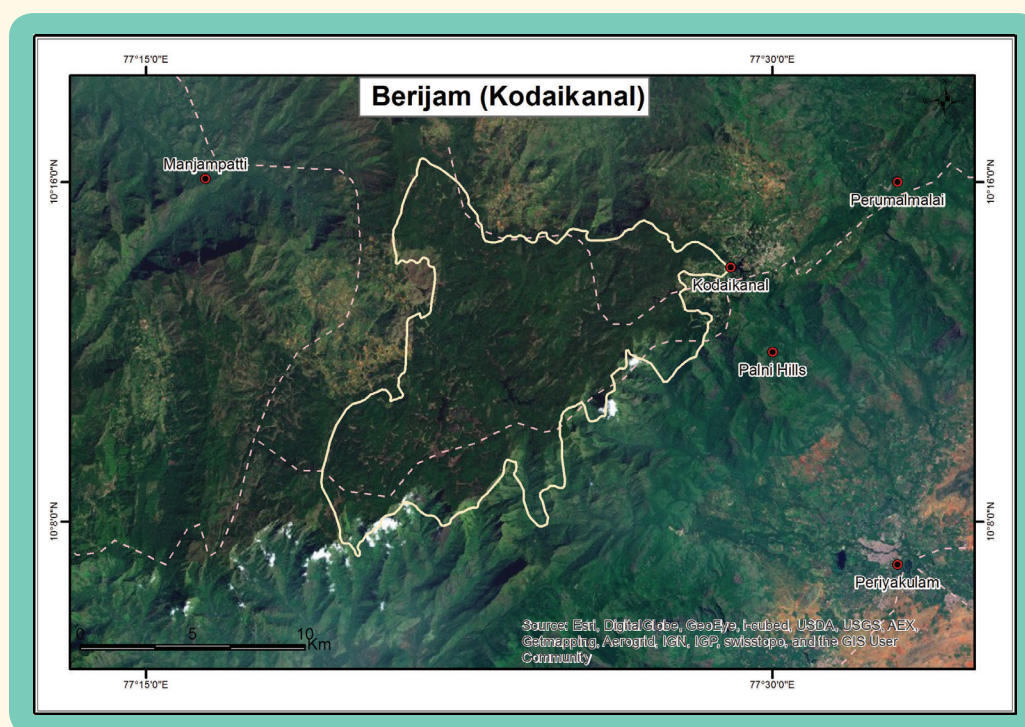 77°15'0"E
77°30'0"E
Berijam (Kodaikanal)
Manjampatti
10°16'0"N
10°16'0"N
Perumalmalai
Kodaikanal
Palni Hills
10°8'0"N
10°8'0"N
Periyakulam
0 5 10
Km
Source: Esri, DigitalGlobe, GeoEye, i-cubed, USDA, USGS, AEX,
Getmapping, Aerogrid, IGN, IGP, swisstopo, and the GIS User
Community
77°15'0"E
77°30'0"E